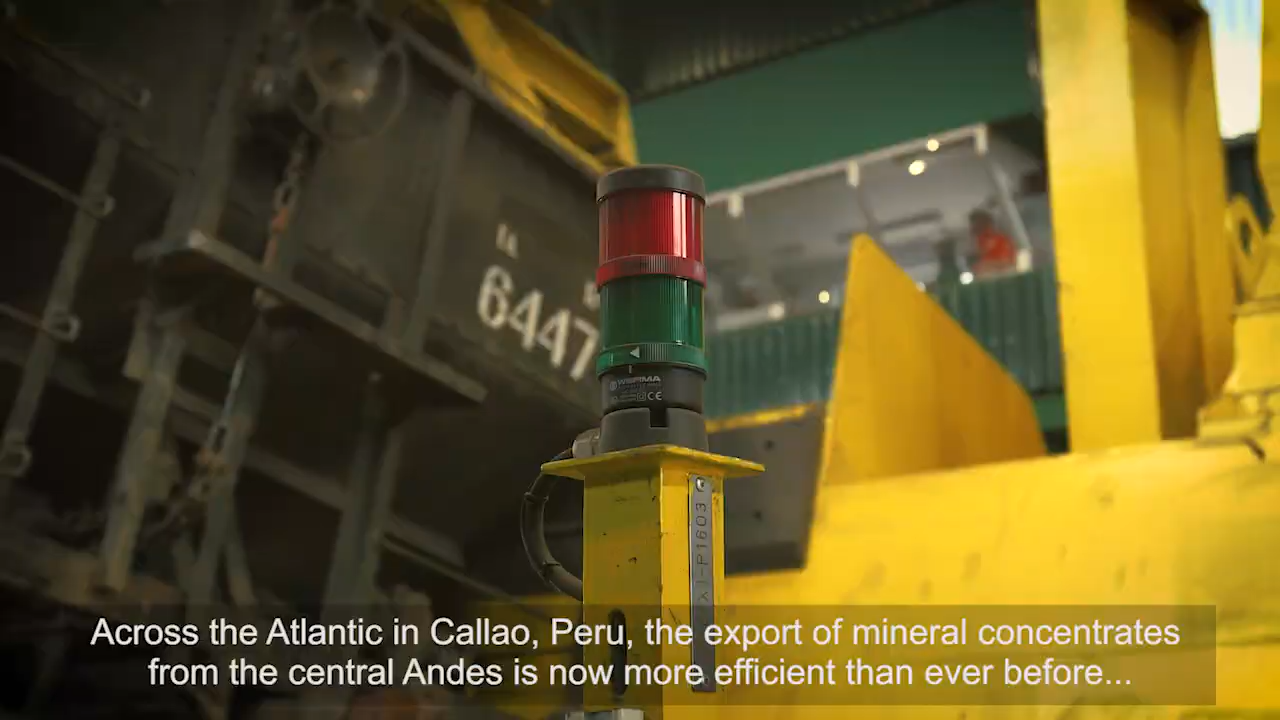 6447
WERMA
CE
XI-P1603
Across the Atlantic in Callao, Peru, the export of mineral concentrates
from the central Andes is now more efficient than ever before...